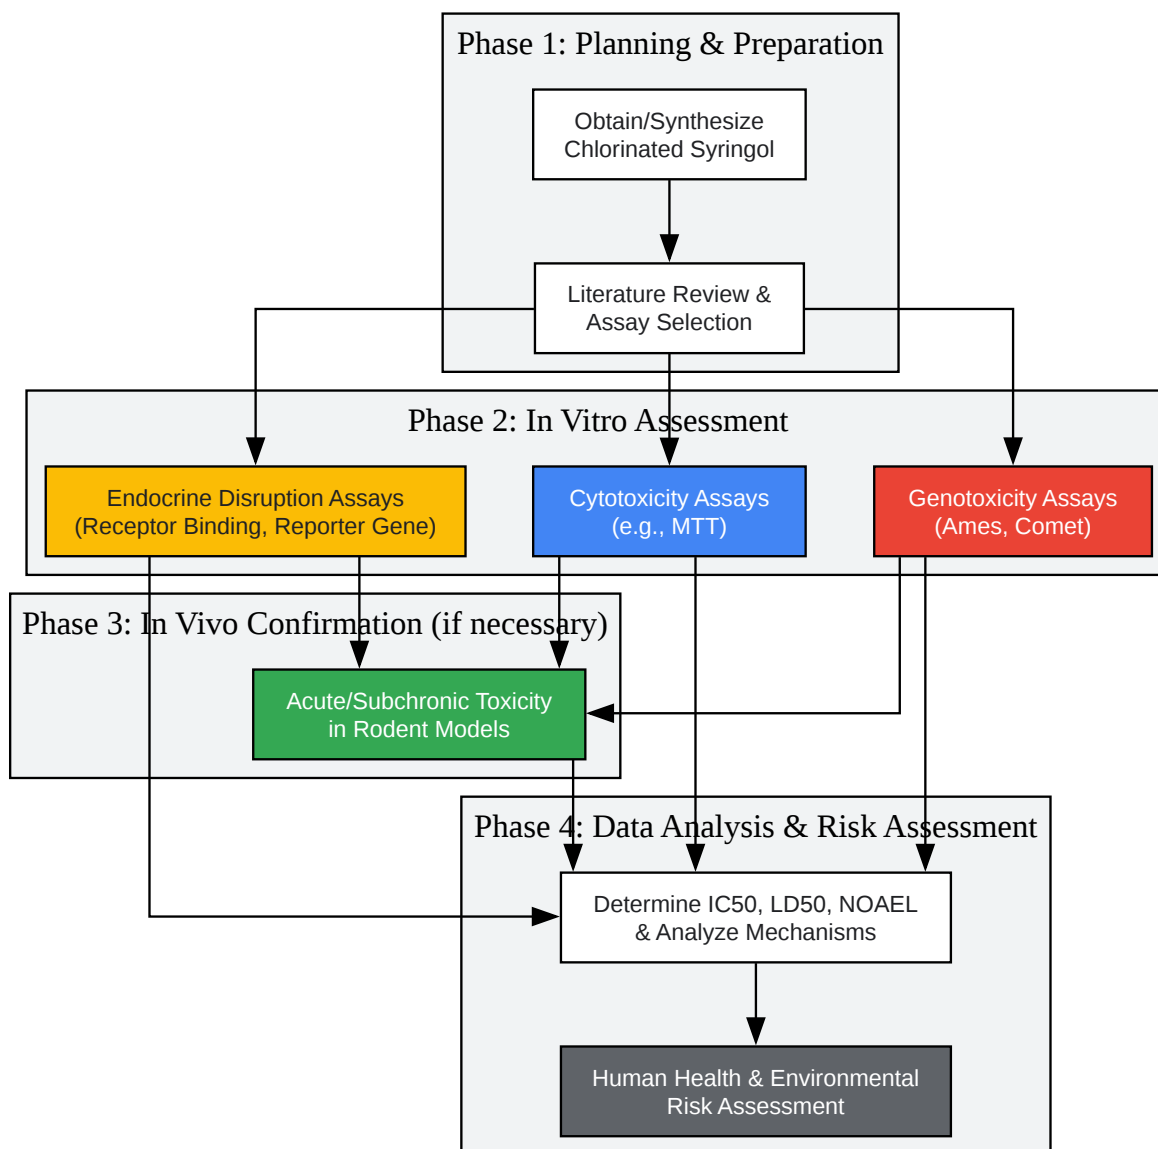 Phase 1: Planning & Preparation
Obtain/Synthesize
Chlorinated Syringol
Literature Review &
Assay Selection
Phase 2: In Vitro Assessment
Endocrine Disruption Assays
(Receptor Binding, Reporter Gene)
Cytotoxicity Assays
(e.g., MTT)
Genotoxicity Assays
(Ames, Comet)
Phase 3: In Vivo Confirmation (if necessary)
Acute/Subchronic Toxicity
in Rodent Models
Phase 4: Data Analysis & Risk Assessment
Determine IC50, LD50, NOAEL
& Analyze Mechanisms
Human Health & Environmental
Risk Assessment